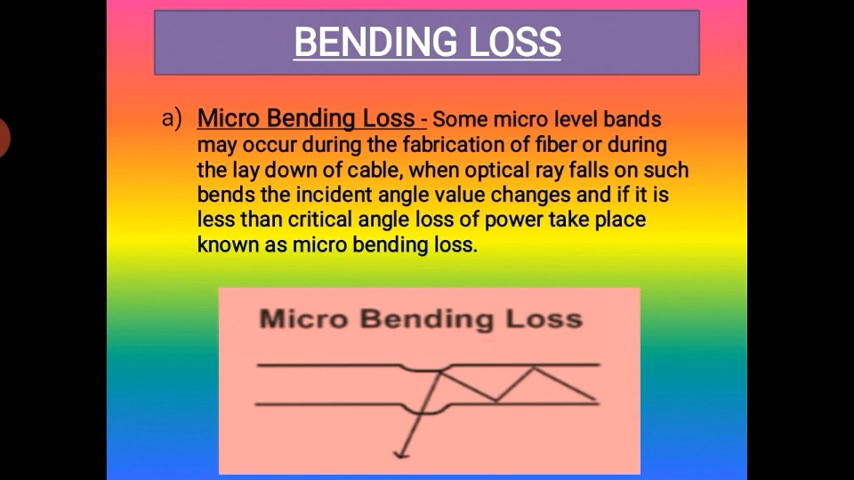 BENDING LOSS
a) Micro Bending Loss - Some micro level bands
may occur during the fabrication of fiber or during
the lay down of cable, when optical ray falls on such
bends the incident angle value changes and if it is
less than critical angle loss of power take place
known as micro bending loss.
Micro Bending Loss